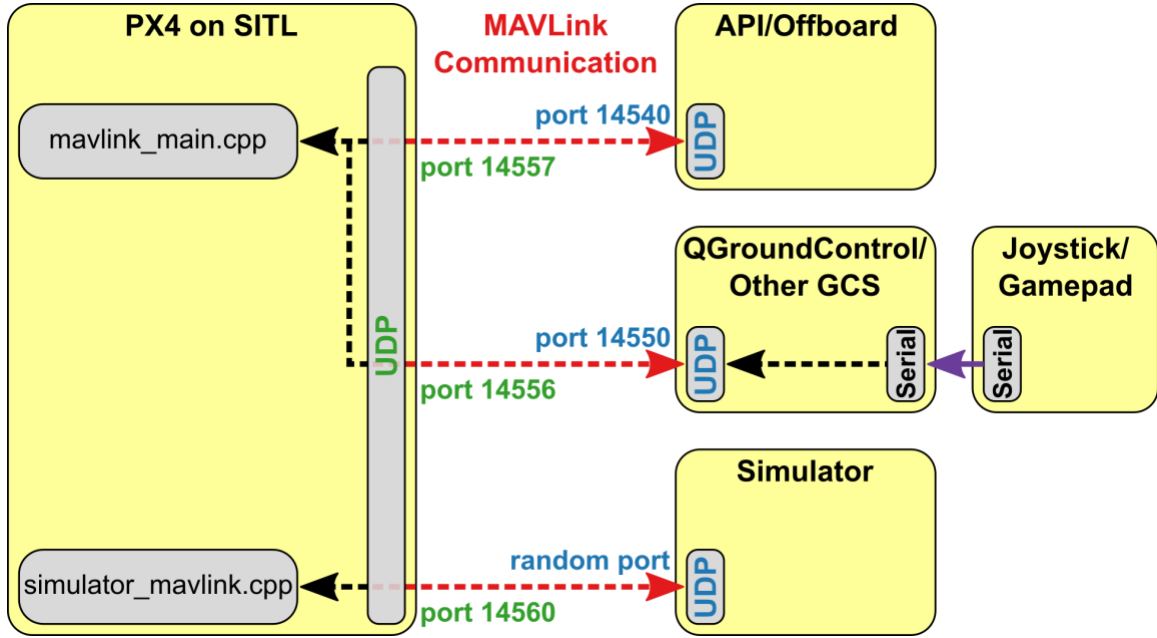 PX4 on SITL
mavlink_main.cpp
UDP
simulator_mavlink.cpp
MAVLink
Communication
port 14540
port 14557
port 14550
port 14556
random port
port 14560
API/Offboard
UDP
QGroundControl/
Other GCS
UDP
Serial
Joystick/
Gamepad
Serial
Simulator
UDP